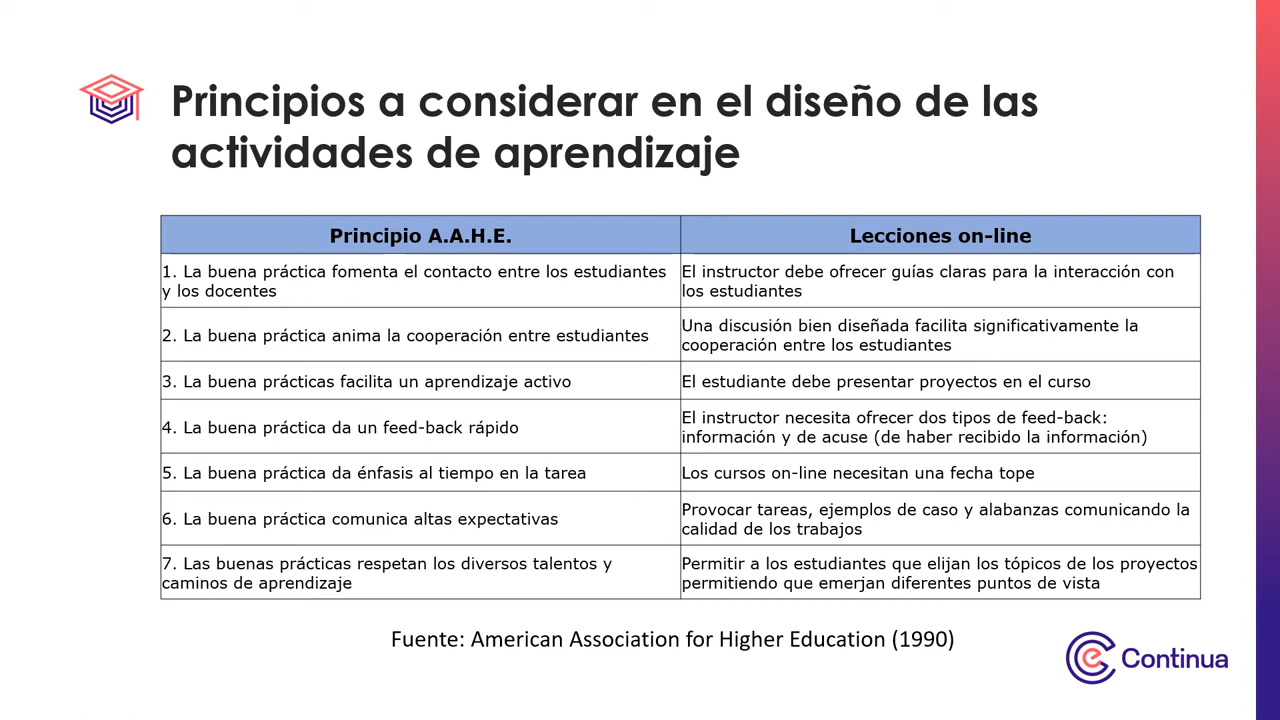 Principios a considerar en el diseño de las
actividades de aprendizaje
Principio A.A.H.E.
Lecciones on-line
1. La buena práctica fomenta el contacto entre los estudiantes
y los docentes
El instructor debe ofrecer guías claras para la interacción con
los estudiantes
2. La buena práctica anima la cooperación entre estudiantes
Una discusión bien diseñada facilita significativamente la
cooperación entre los estudiantes
3. La buena prácticas facilita un aprendizaje activo
El estudiante debe presentar proyectos en el curso
4. La buena práctica da un feed-back rápido
El instructor necesita ofrecer dos tipos de feed-back:
información y de acuse (de haber recibido la información)
5. La buena práctica da énfasis al tiempo en la tarea
Los cursos on-line necesitan una fecha tope
6. La buena práctica comunica altas expectativas
Provocar tareas, ejemplos de caso y alabanzas comunicando la
calidad de los trabajos
7. Las buenas prácticas respetan los diversos talentos y
caminos de aprendizaje
Permitir a los estudiantes que elijan los tópicos de los proyectos
permitiendo que emerjan diferentes puntos de vista
Fuente: American Association for Higher Education (1990)
e Continua